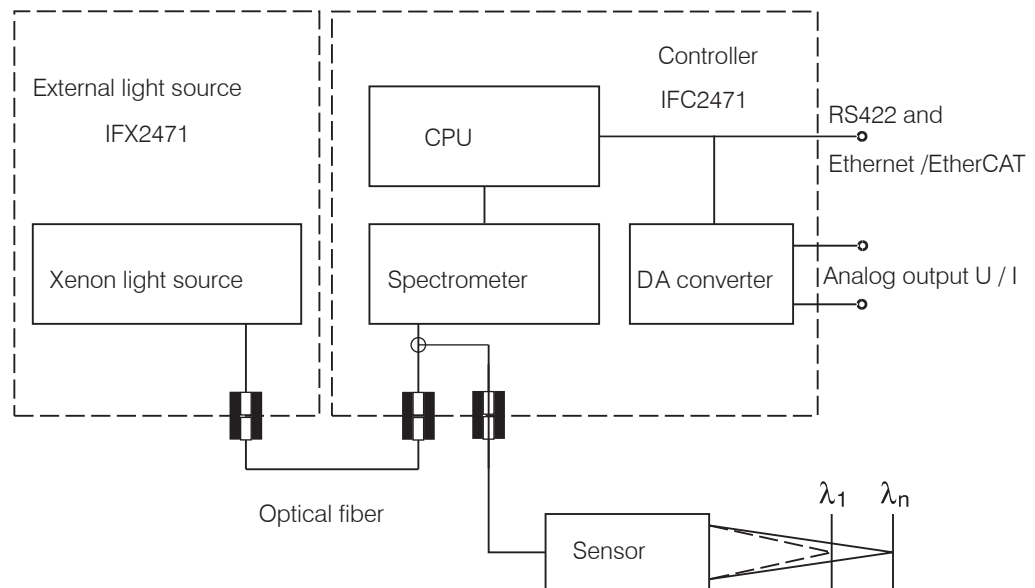 External light source
IFX2471
Xenon light source
Controller
IFC2471
CPU
Spectrometer
DA converter
RS422 and
Ethernet /EtherCAT
Analog output U / I
Optical fiber
Sensor
λ1
λn